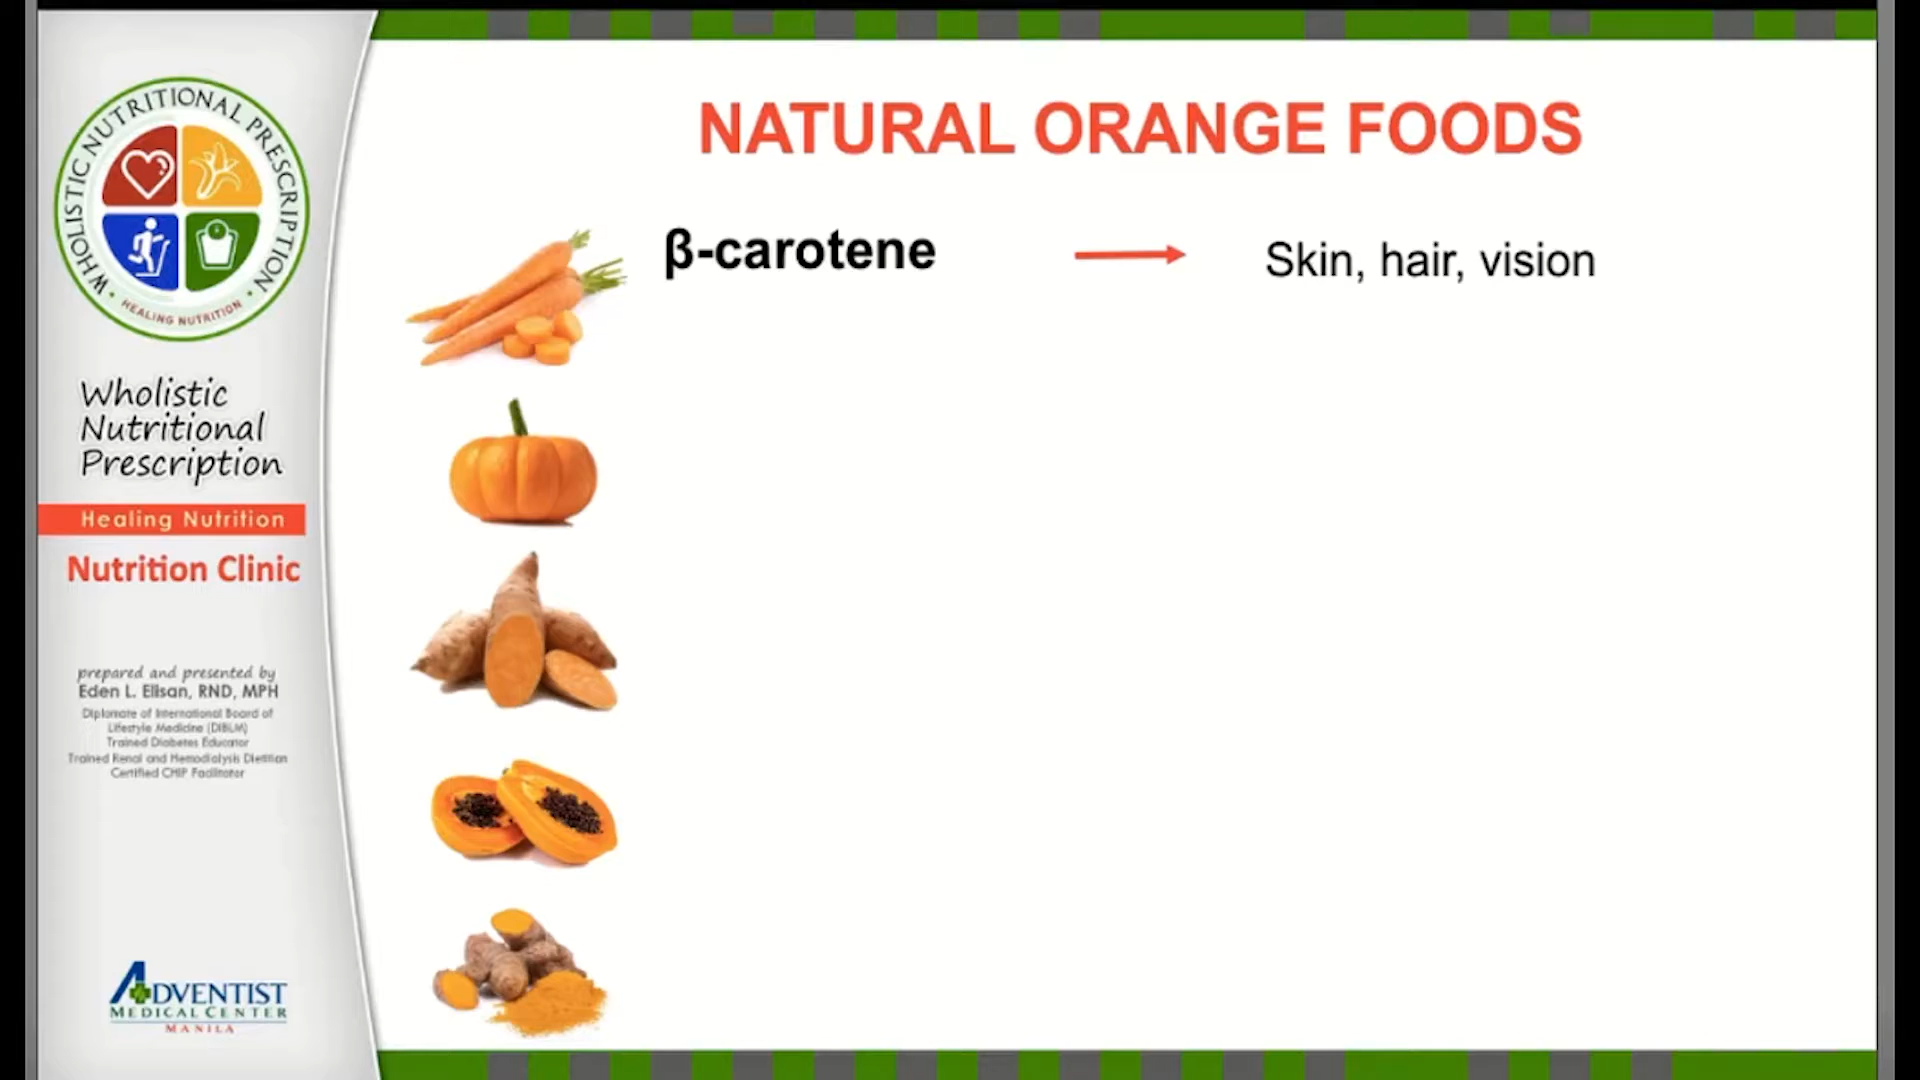 WHOLISTIC NUTRITIONAL PRESCRIPTION
HEALING NUTRITION
Wholistic
Nutritional
Prescription
Healing Nutrition
Nutrition Clinic
prepared and presented by
Eden L. Elisan, RND, MPH
Diplomate of International Board of
Lifestyle Medicine (DIBLM)
Trained Diabetes Educator
Trained Renal and Hemodialysis Dietitian
Certified CHIP Facilitator
ADVENTIST
MEDICAL CENTER
MANILA
NATURAL ORANGE FOODS
β-carotene
Skin, hair, vision